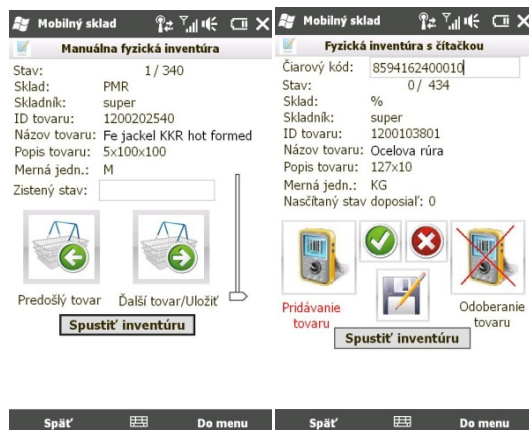 Mobilný sklad
Manuálna fyzická inventúra
Stav: 1/ 340
Sklad: PMR
Skladník: super
ID tovaru: 1200202540
Názov tovaru: Fe jackel KKR hot formed
Popis tovaru: 5x100x100
Merná jedn.: M
Zistený stav:
Predošlý tovar Ďalší tovar/Uložiť
Spustiť inventúru
Späť Do menu
Mobilný sklad
Fyzická inventúra s čítačkou
Čiarový kód: 8594162400010
Stav: 0/ 434
Sklad: %
Skladník: super
ID tovaru: 1200103801
Názov tovaru: Ocelova rúra
Popis tovaru: 127x10
Merná jedn.: KG
Nasčítaný stav doposiaľ: 0
Pridávanie tovaru
Odoberanie tovaru
Spustiť inventúru
Späť Do menu